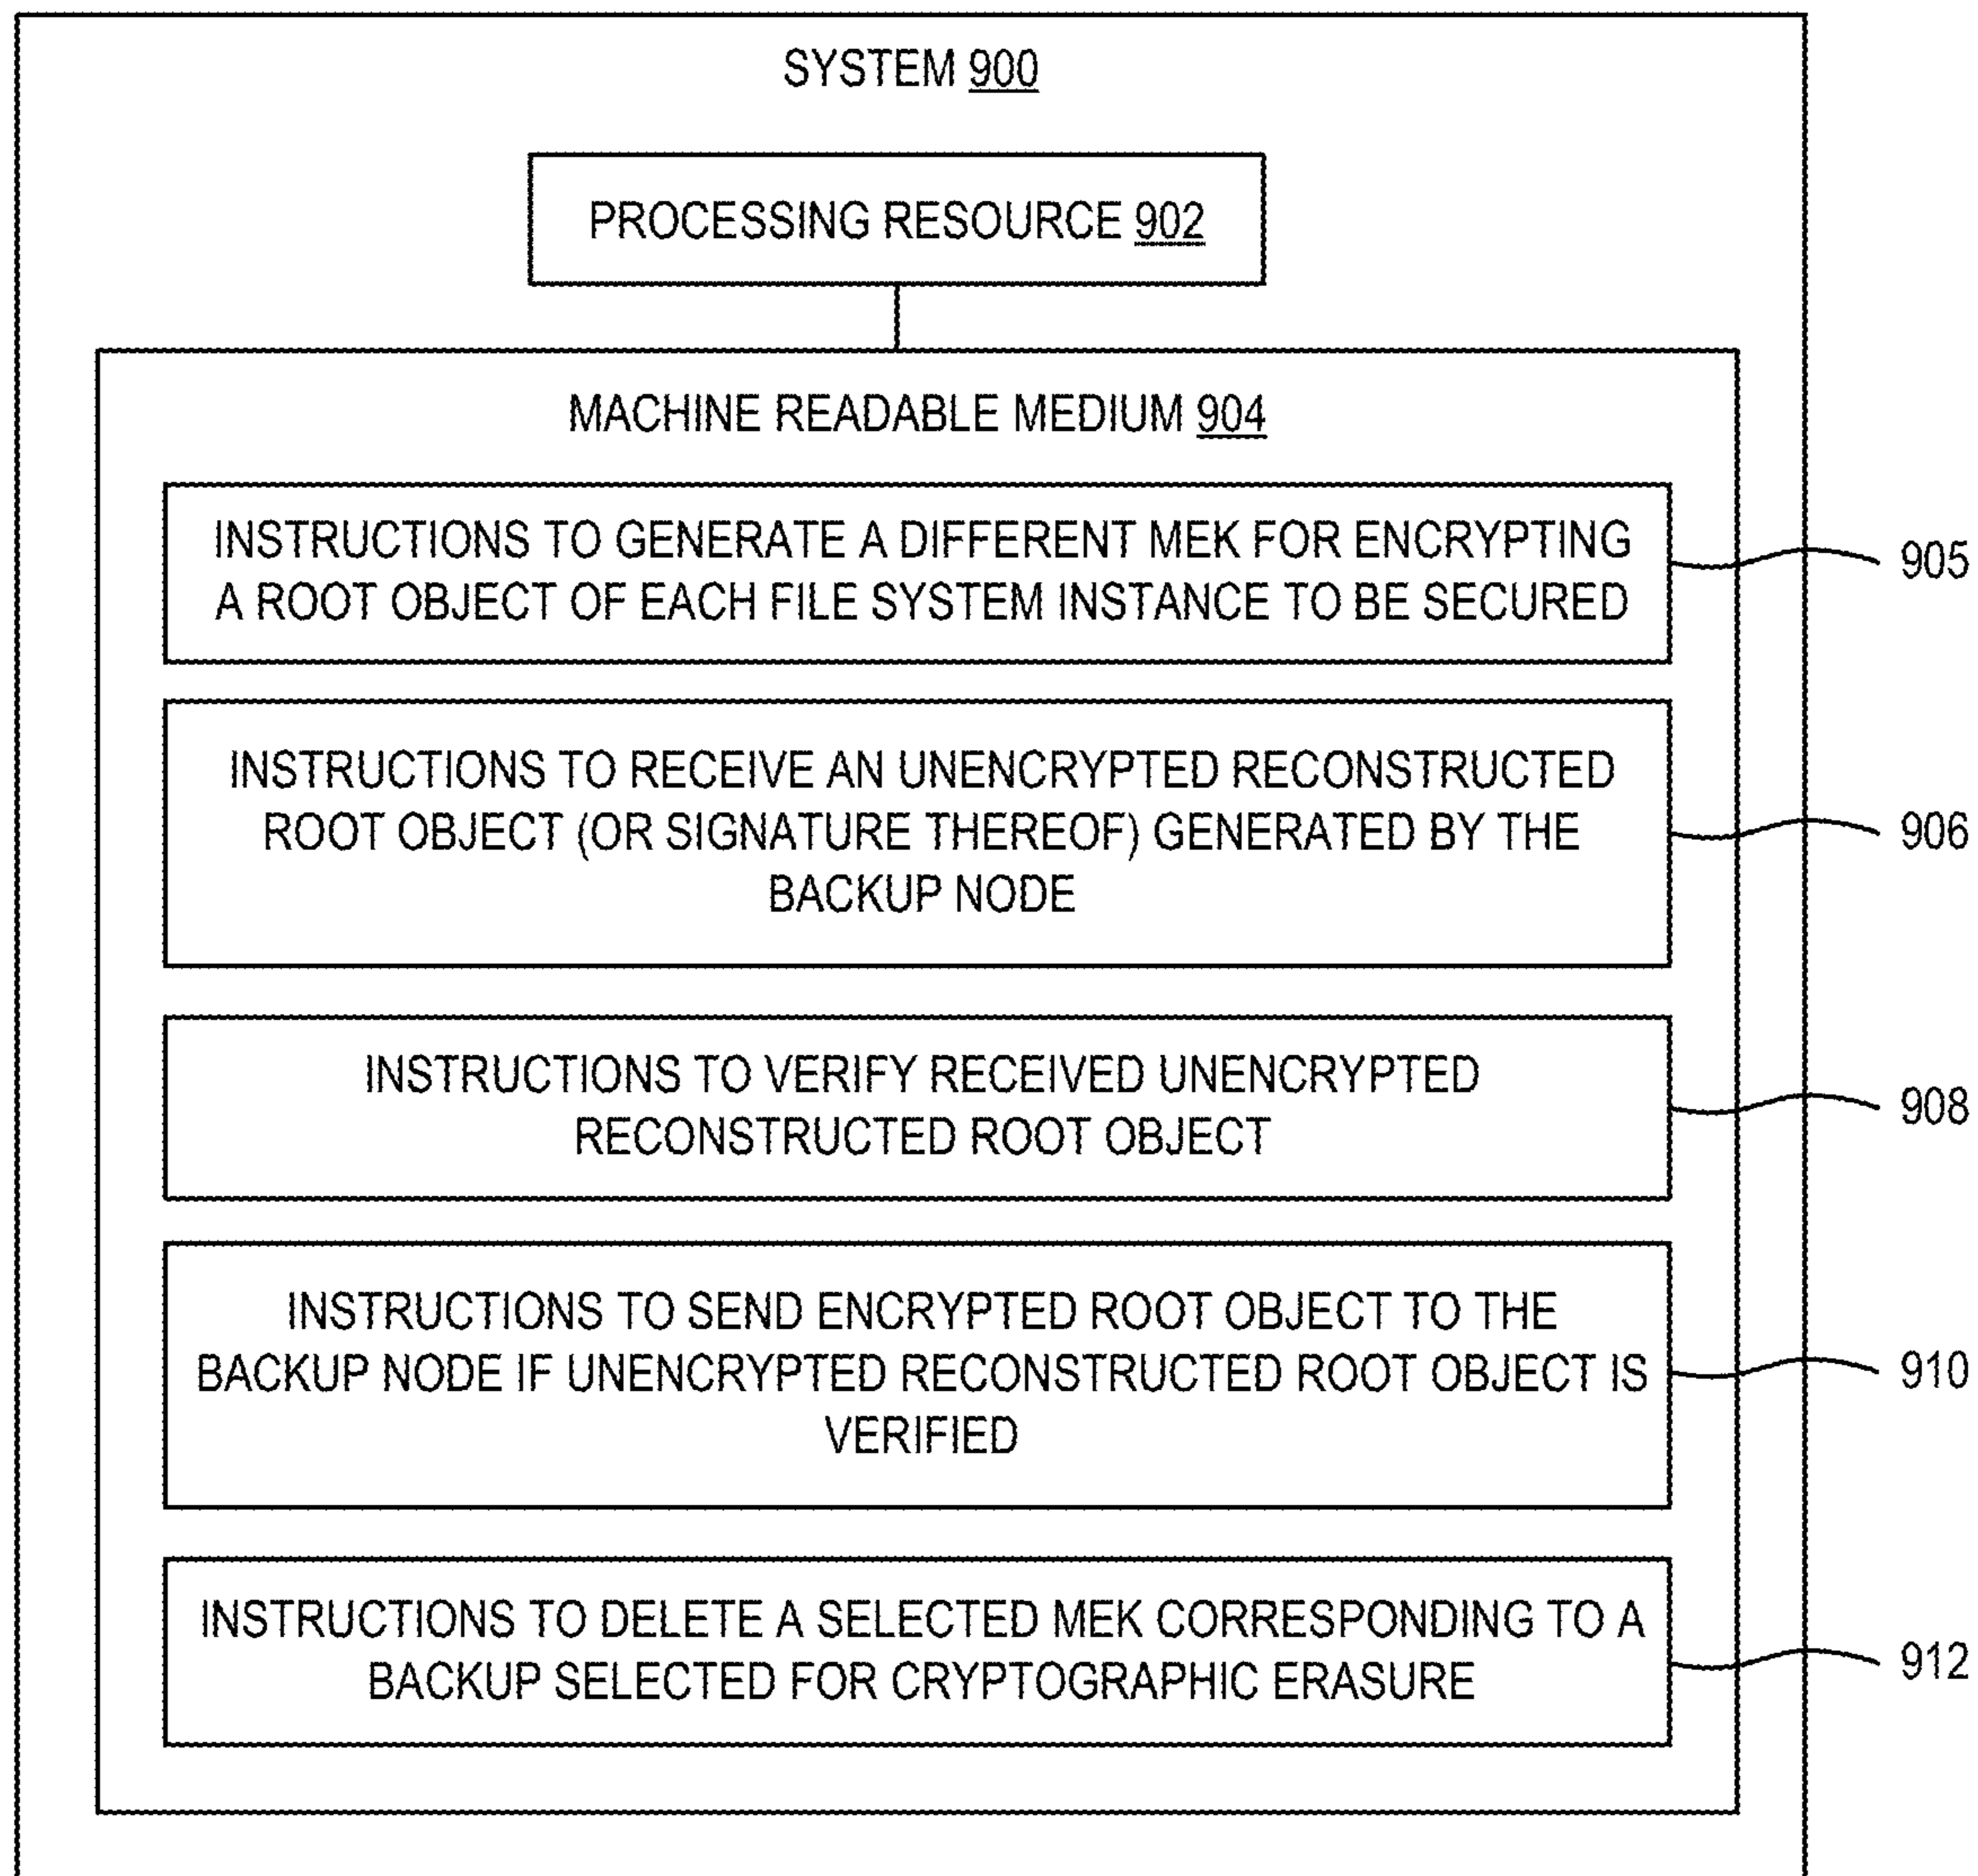 SYSTEM 900
PROCESSING RESOURCE 902
MACHINE READABLE MEDIUM 904
INSTRUCTIONS TO GENERATE A DIFFERENT MEK FOR ENCRYPTING
A ROOT OBJECT OF EACH FILE SYSTEM INSTANCE TO BE SECURED
905
INSTRUCTIONS TO RECEIVE AN UNENCRYPTED RECONSTRUCTED
ROOT OBJECT (OR SIGNATURE THEREOF) GENERATED BY THE
BACKUP NODE
906
INSTRUCTIONS TO VERIFY RECEIVED UNENCRYPTED
RECONSTRUCTED ROOT OBJECT
908
INSTRUCTIONS TO SEND ENCRYPTED ROOT OBJECT TO THE
BACKUP NODE IF UNENCRYPTED RECONSTRUCTED ROOT OBJECT IS
VERIFIED
910
INSTRUCTIONS TO DELETE A SELECTED MEK CORRESPONDING TO A
BACKUP SELECTED FOR CRYPTOGRAPHIC ERASURE
912